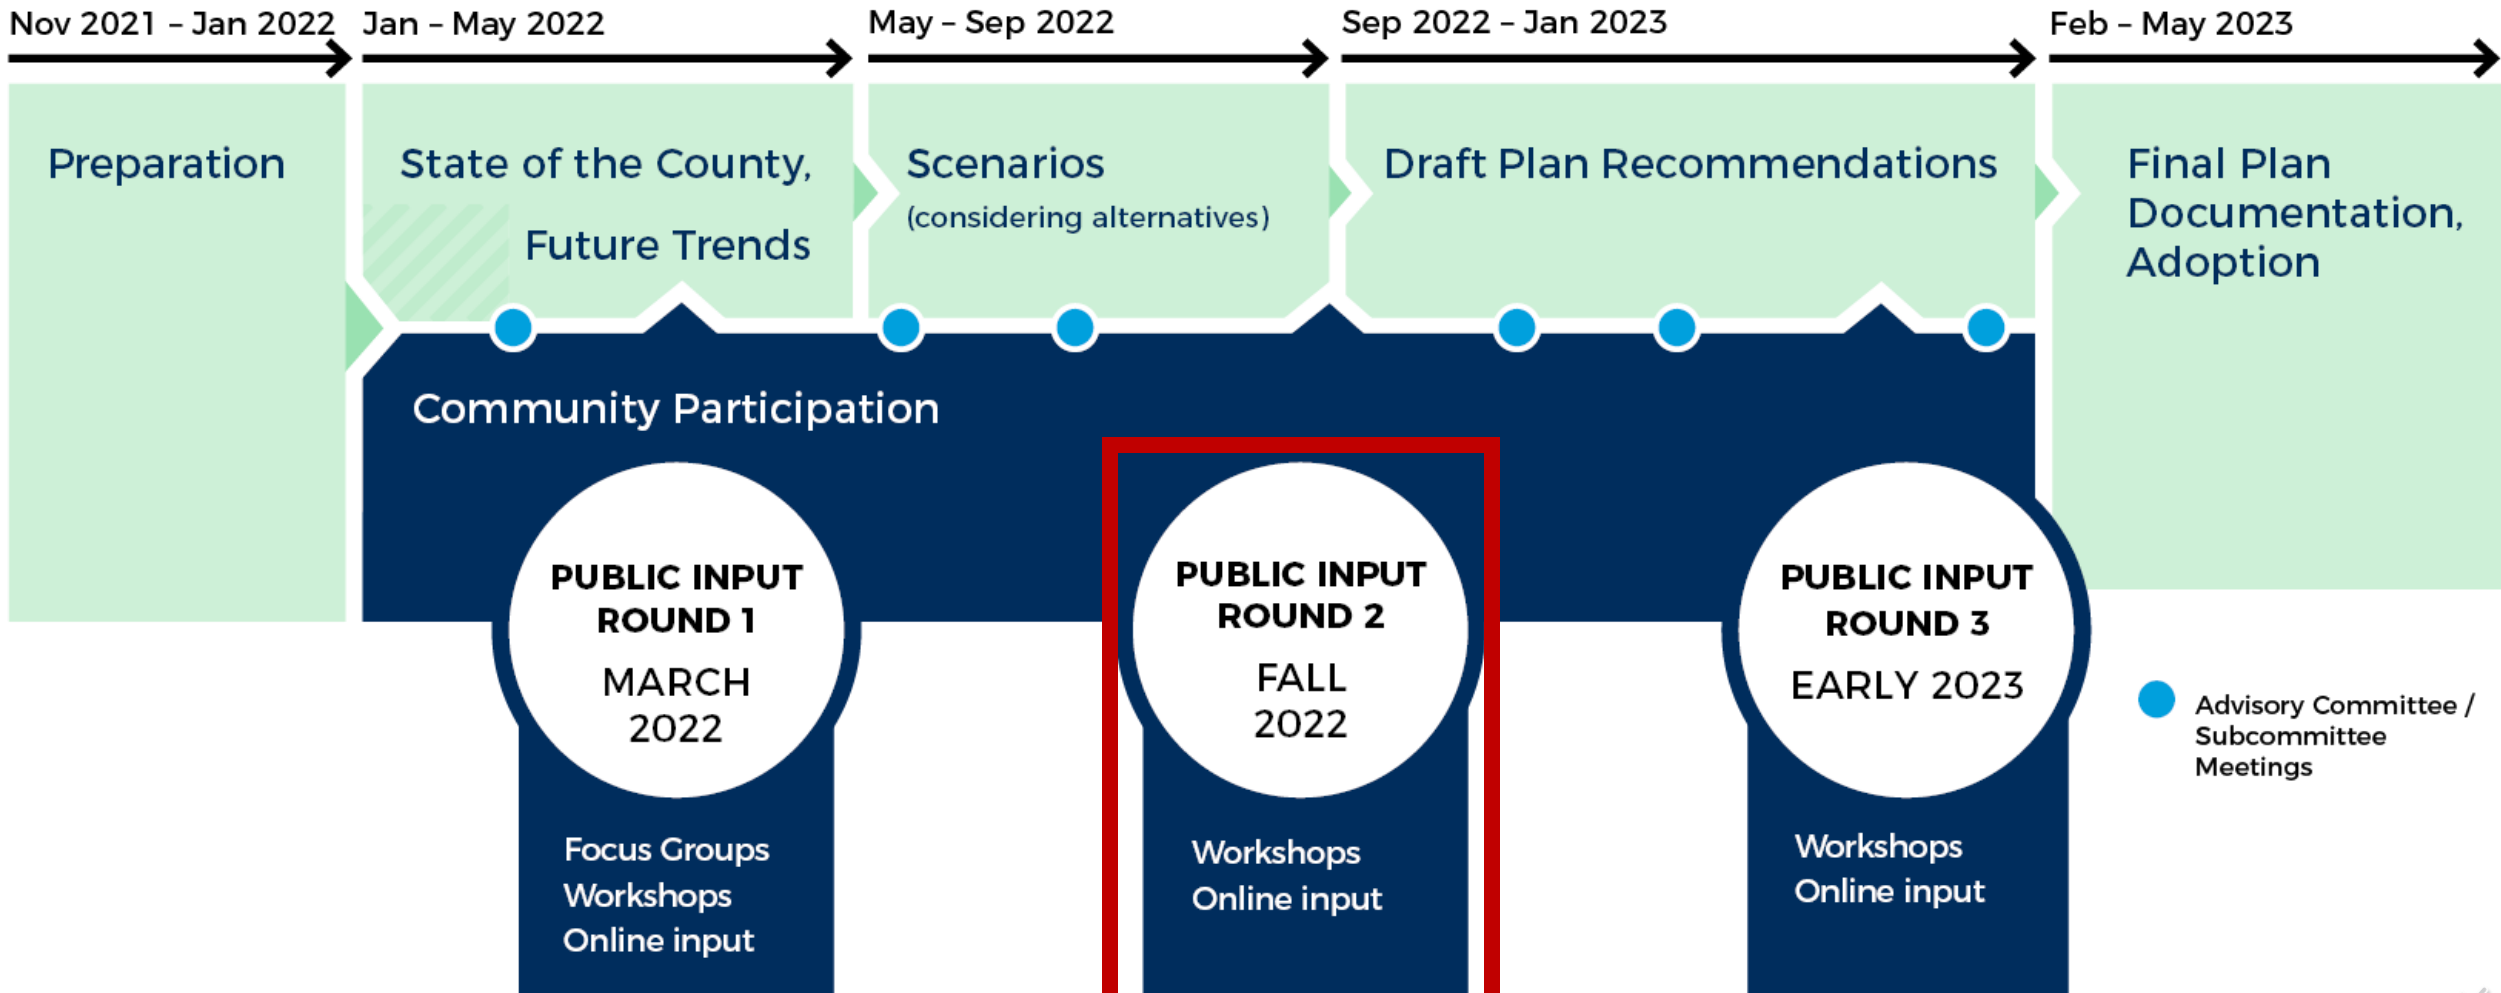 Nov 2021 – Jan 2022
Jan – May 2022
May – Sep 2022
Sep 2022 – Jan 2023
Feb – May 2023
Preparation
State of the County,
Future Trends
Scenarios
(considering alternatives)
Draft Plan Recommendations
Final Plan
Documentation,
Adoption
Community Participation
PUBLIC INPUT
ROUND 1
MARCH
2022
Focus Groups
Workshops
Online input
PUBLIC INPUT
ROUND 2
FALL
2022
Workshops
Online input
PUBLIC INPUT
ROUND 3
EARLY 2023
Workshops
Online input
Advisory Committee /
Subcommittee
Meetings